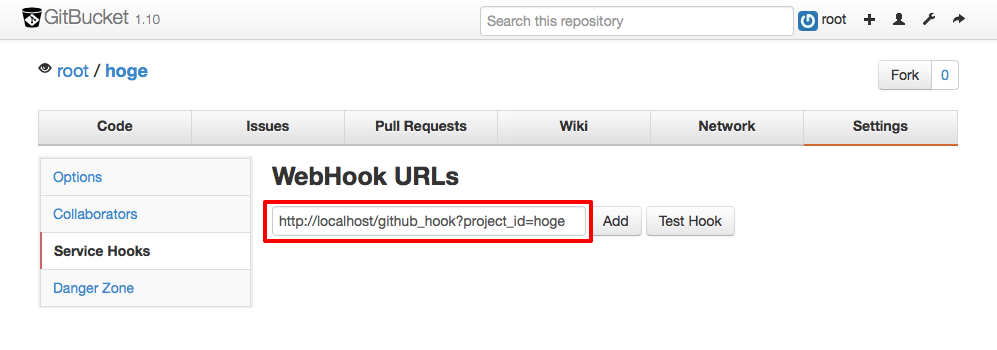 GitBucket 1.10
Search this repository
root
root / hoge
Fork 0
Code Issues Pull Requests Wiki Network Settings
Options
Collaborators
Service Hooks
Danger Zone
WebHook URLs
http://localhost/github_hook?project_id=hoge Add Test Hook